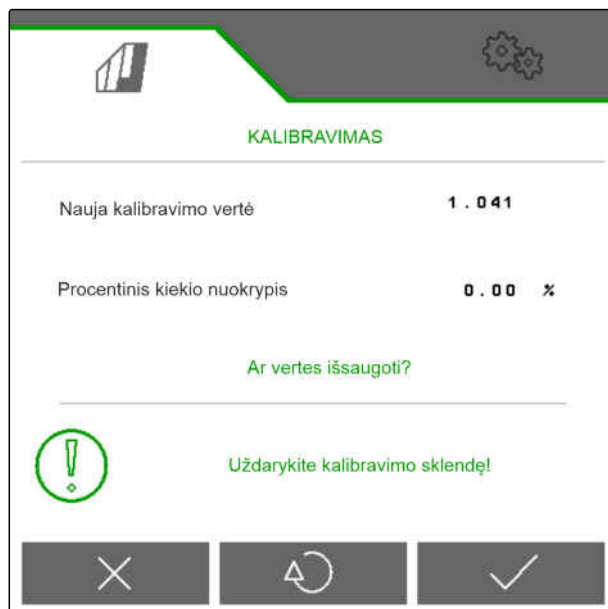 KALIBRAVIMAS
Nauja kalibravimo vertė 1.041
Procentinis kiekio nuokrypis 0.00 %
Ar vertes išsaugoti?
Uždarykite kalibravimo sklendę!